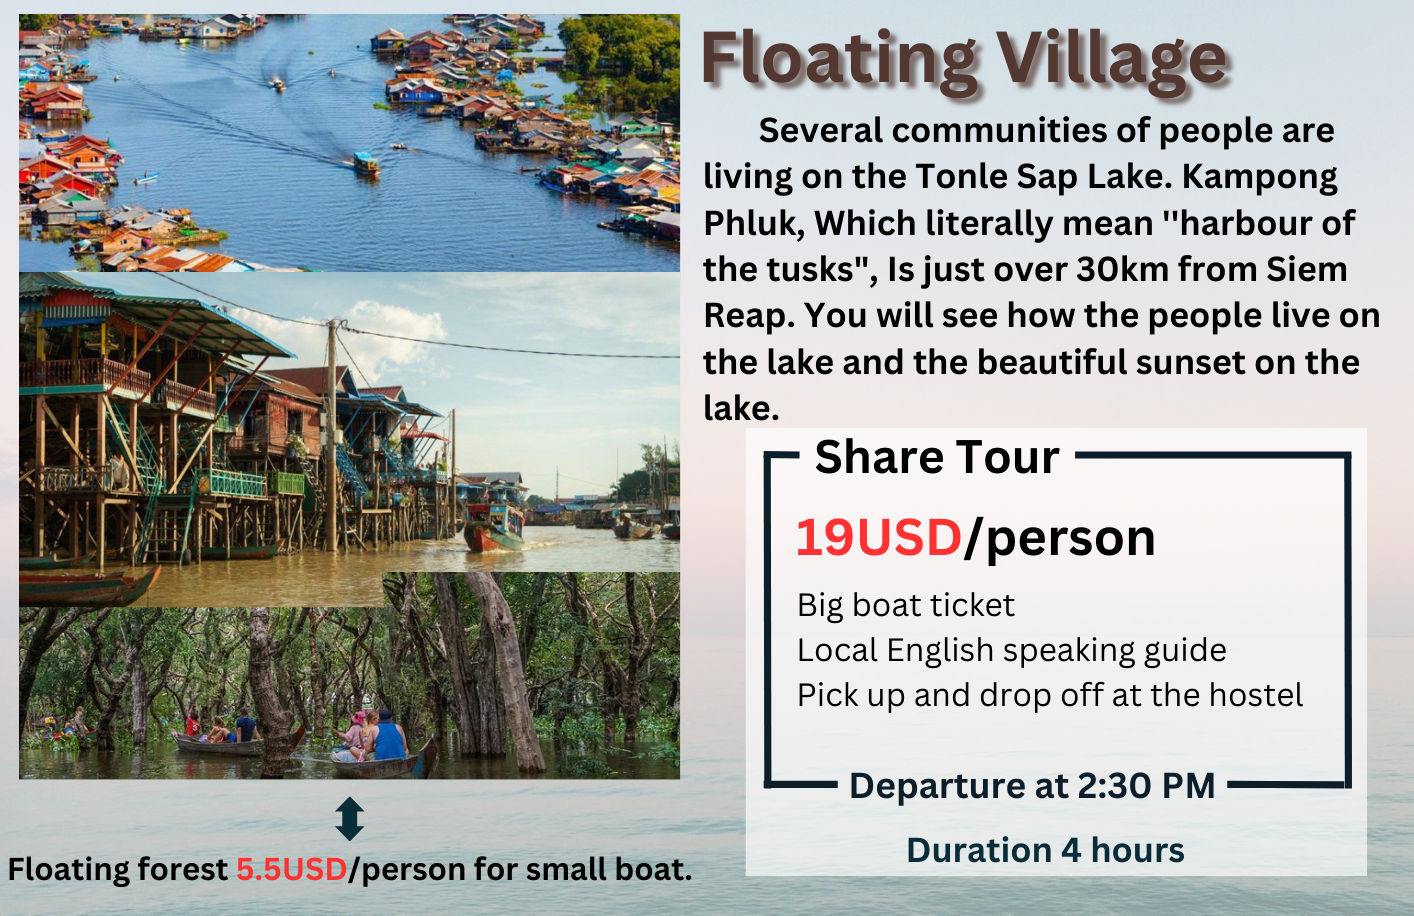 Floating Village
Several communities of people are
living on the Tonle Sap Lake. Kampong
Phluk, Which literally mean ''harbour of
the tusks", Is just over 30km from Siem
Reap. You will see how the people live on
the lake and the beautiful sunset on the
lake.
Share Tour
19USD/person
Big boat ticket
Local English speaking guide
Pick up and drop off at the hostel
Departure at 2:30 PM
Duration 4 hours
Floating forest 5.5USD/person for small boat.